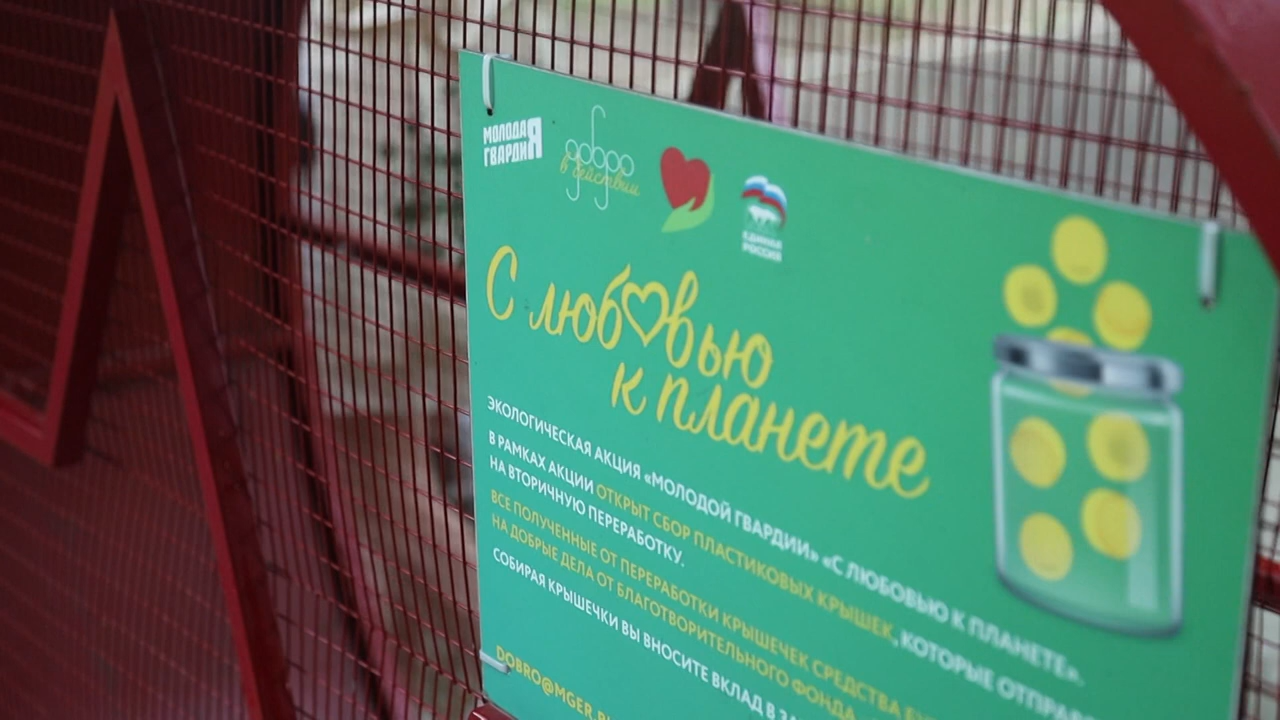 МОЛОДАЯ
ГВАРДИЯ
добро
в действии
ЕДИНАЯ
РОССИЯ
С любовью
к планете
ЭКОЛОГИЧЕСКАЯ АКЦИЯ «МОЛОДОЙ ГВАРДИИ» «С ЛЮБОВЬЮ К ПЛАНЕТЕ».
В РАМКАХ АКЦИИ ОТКРЫТ СБОР ПЛАСТИКОВЫХ КРЫШЕК, КОТОРЫЕ
НА ВТОРИЧНУЮ ПЕРЕРАБОТКУ.
ВСЕ ПОЛУЧЕННЫЕ ОТ ПЕРЕРАБОТКИ КРЫШЕЧЕК СРЕДСТВА
НА ДОБРЫЕ ДЕЛА ОТ БЛАГОТВОРИТЕЛЬНОГО ФОНДА
СОБИРАЯ КРЫШЕЧКИ ВЫ ВНОСИТЕ ВКЛАД В
DOBRO@MGER.RU